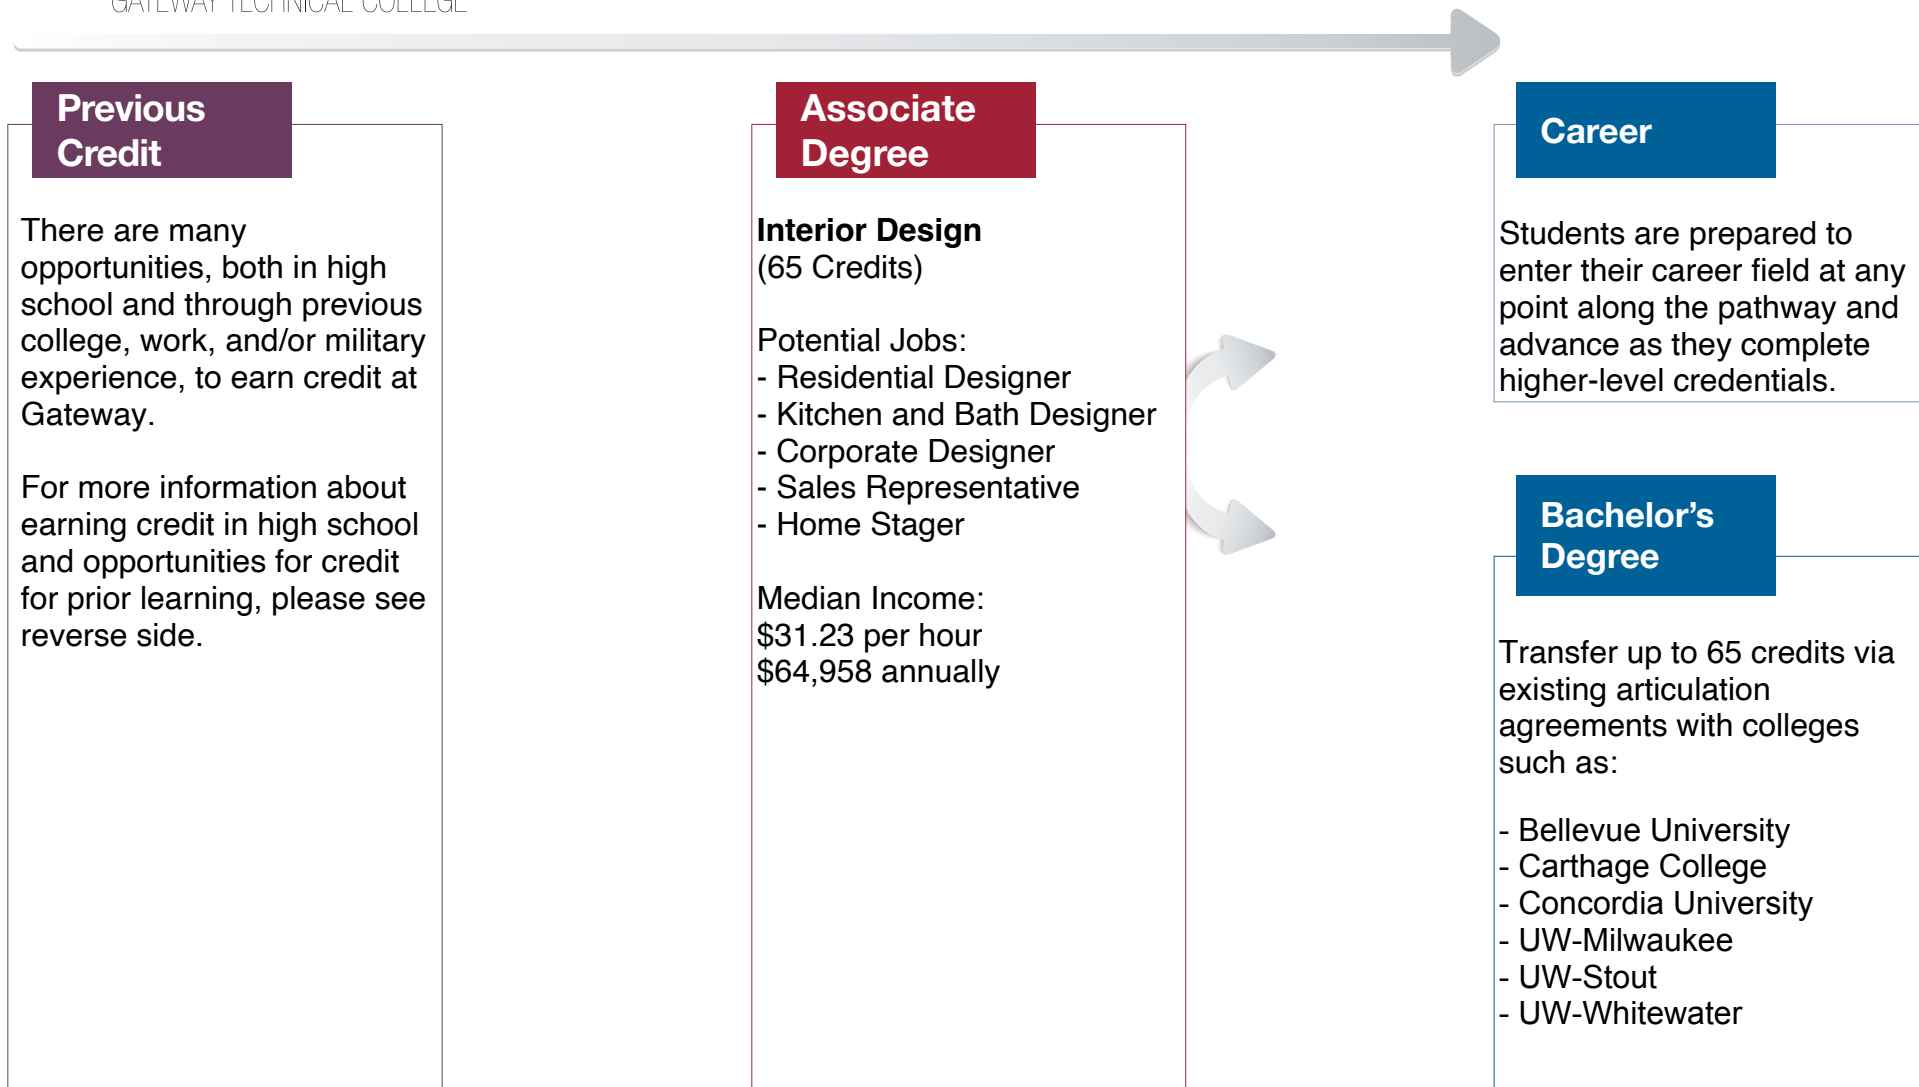 GATEWAY TECHNICAL COLLEGE
Previous
Credit
There are many
opportunities, both in high
school and through previous
college, work, and/or military
experience, to earn credit at
Gateway.
For more information about
earning credit in high school
and opportunities for credit
for prior learning, please see
reverse side.
Associate
Degree
Interior Design
(65 Credits)
Potential Jobs:
- Residential Designer
- Kitchen and Bath Designer
- Corporate Designer
- Sales Representative
- Home Stager
Median Income:
$31.23 per hour
$64,958 annually
Career
Students are prepared to
enter their career field at any
point along the pathway and
advance as they complete
higher-level credentials.
Bachelor’s
Degree
Transfer up to 65 credits via
existing articulation
agreements with colleges
such as:
- Bellevue University
- Carthage College
- Concordia University
- UW-Milwaukee
- UW-Stout
- UW-Whitewater